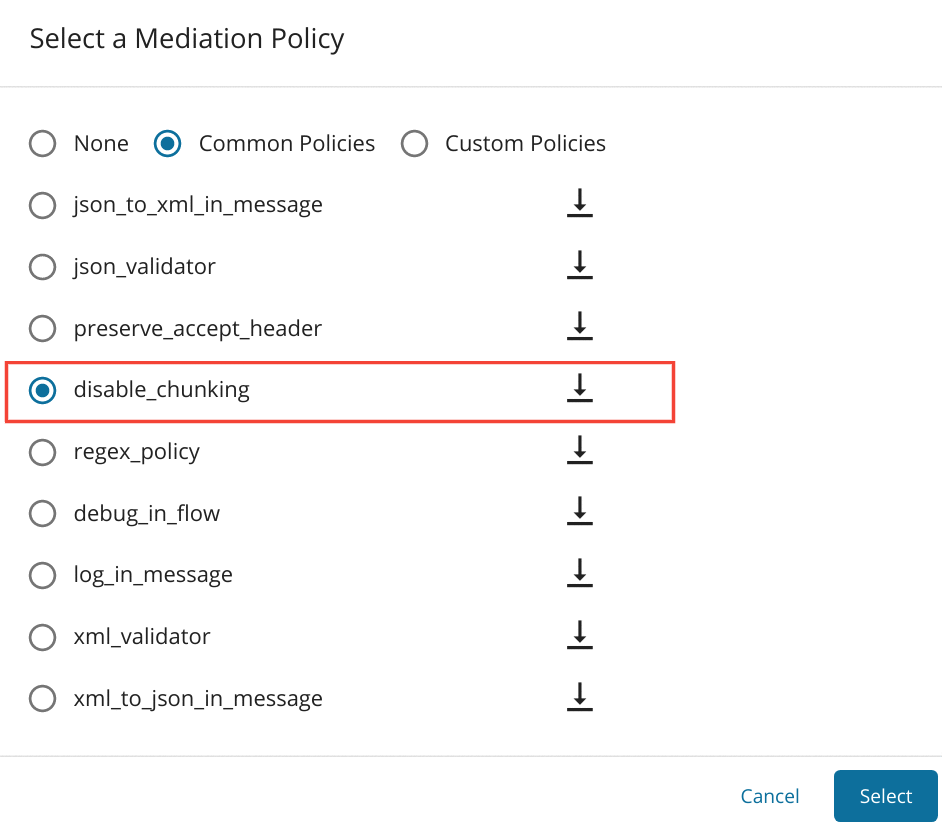 Select a Mediation Policy
None Common Policies Custom Policies
json_to_xml_in_message
json_validator
preserve_accept_header
disable_chunking
regex_policy
debug_in_flow
log_in_message
xml_validator
xml_to_json_in_message
Cancel Select